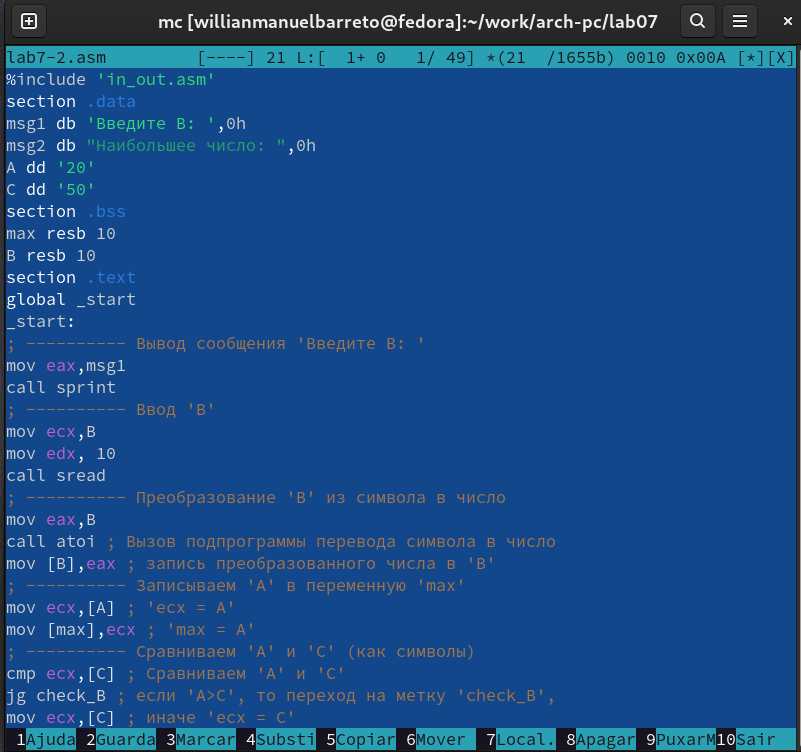 mc [willianmanuelbarreto@fedora]:~/work/arch-pc/lab07
lab7-2.asm [----] 21 L:[ 1+ 0 1/ 49] *(21 /1655b) 0010 0x00A [*][X]
%include 'in_out.asm'
section .data
msg1 db 'Введите B: ',0h
msg2 db "Наибольшее число: ",0h
A dd '20'
C dd '50'
section .bss
max resb 10
B resb 10
section .text
global _start
_start:
; ---------- Вывод сообщения 'Введите B: '
mov eax,msg1
call sprint
; ---------- Ввод 'B'
mov ecx,B
mov edx, 10
call sread
; ---------- Преобразование 'B' из символа в число
mov eax,B
call atoi ; Вызов подпрограммы перевода символа в число
mov [B],eax ; запись преобразованного числа в 'B'
; ---------- Записываем 'A' в переменную 'max'
mov ecx,[A] ; 'ecx = A'
mov [max],ecx ; 'max = A'
; ---------- Сравниваем 'A' и 'C' (как символы)
cmp ecx,[C] ; Сравниваем 'A' и 'C'
jg check_B ; если 'A>C', то переход на метку 'check_B',
mov ecx,[C] ; иначе 'ecx = C'
1Ajuda 2Guarda 3Marcar 4Substi 5Copiar 6Mover 7Local. 8Apagar 9PuxarM 10Sair